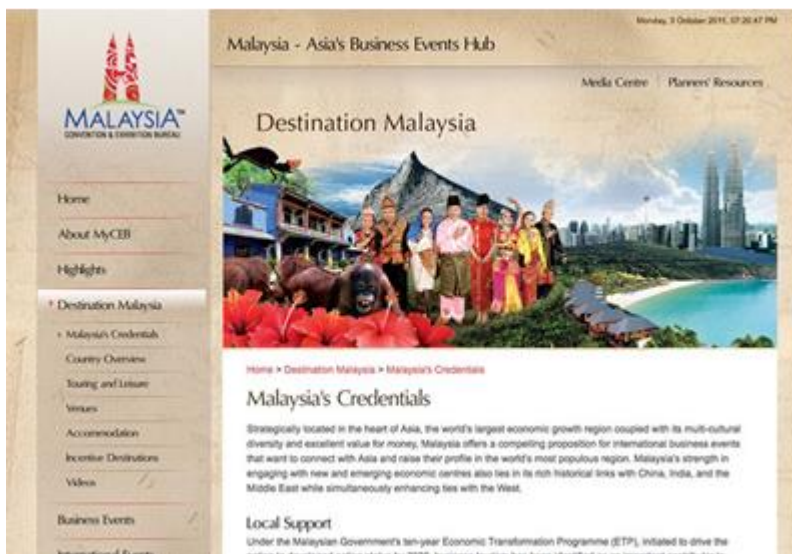 Monday, 3 October 2011, 07:20:47 PM
Malaysia - Asia's Business Events Hub
Media Centre | Planners' Resources
MALAYSIA™
CONVENTION & EXHIBITION BUREAU
Destination Malaysia
Home
About MyCEB
Highlights
Destination Malaysia
Malaysia's Credentials
Country Overview
Touring and Leisure
Venues
Accommodation
Incentive Destinations
Videos
Business Events
International Events
Home > Destination Malaysia > Malaysia's Credentials
Malaysia's Credentials
Strategically located in the heart of Asia, the world's largest economic growth region coupled with its multi-cultural
diversity and excellent value for money, Malaysia offers a compelling proposition for international business events
that want to connect with Asia and raise their profile in the world's most populous region. Malaysia's strength in
engaging with new and emerging economic centres also lies in its rich historical links with China, India, and the
Middle East while simultaneously enhancing ties with the West.
Local Support
Under the Malaysian Government's ten-year Economic Transformation Programme (ETP), initiated to drive the